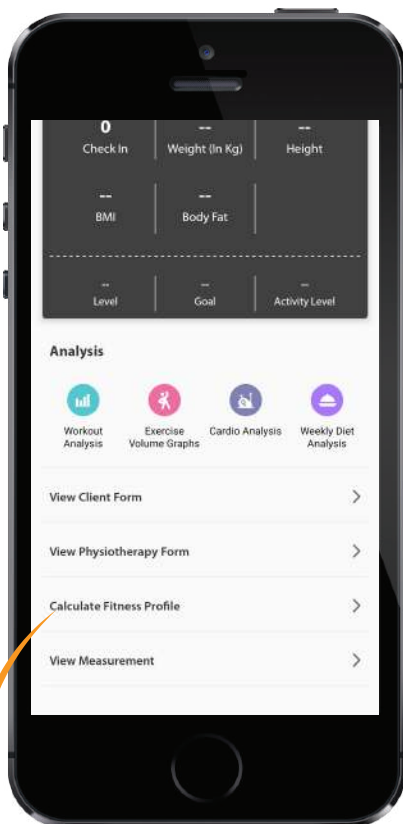 0 -- --
Check In Weight (In Kg) Height
-- --
BMI Body Fat
-- -- --
Level Goal Activity Level
Analysis
Workout Exercise Cardio Analysis Weekly Diet
Analysis Volume Graphs Analysis
View Client Form
View Physiotherapy Form
Calculate Fitness Profile
View Measurement